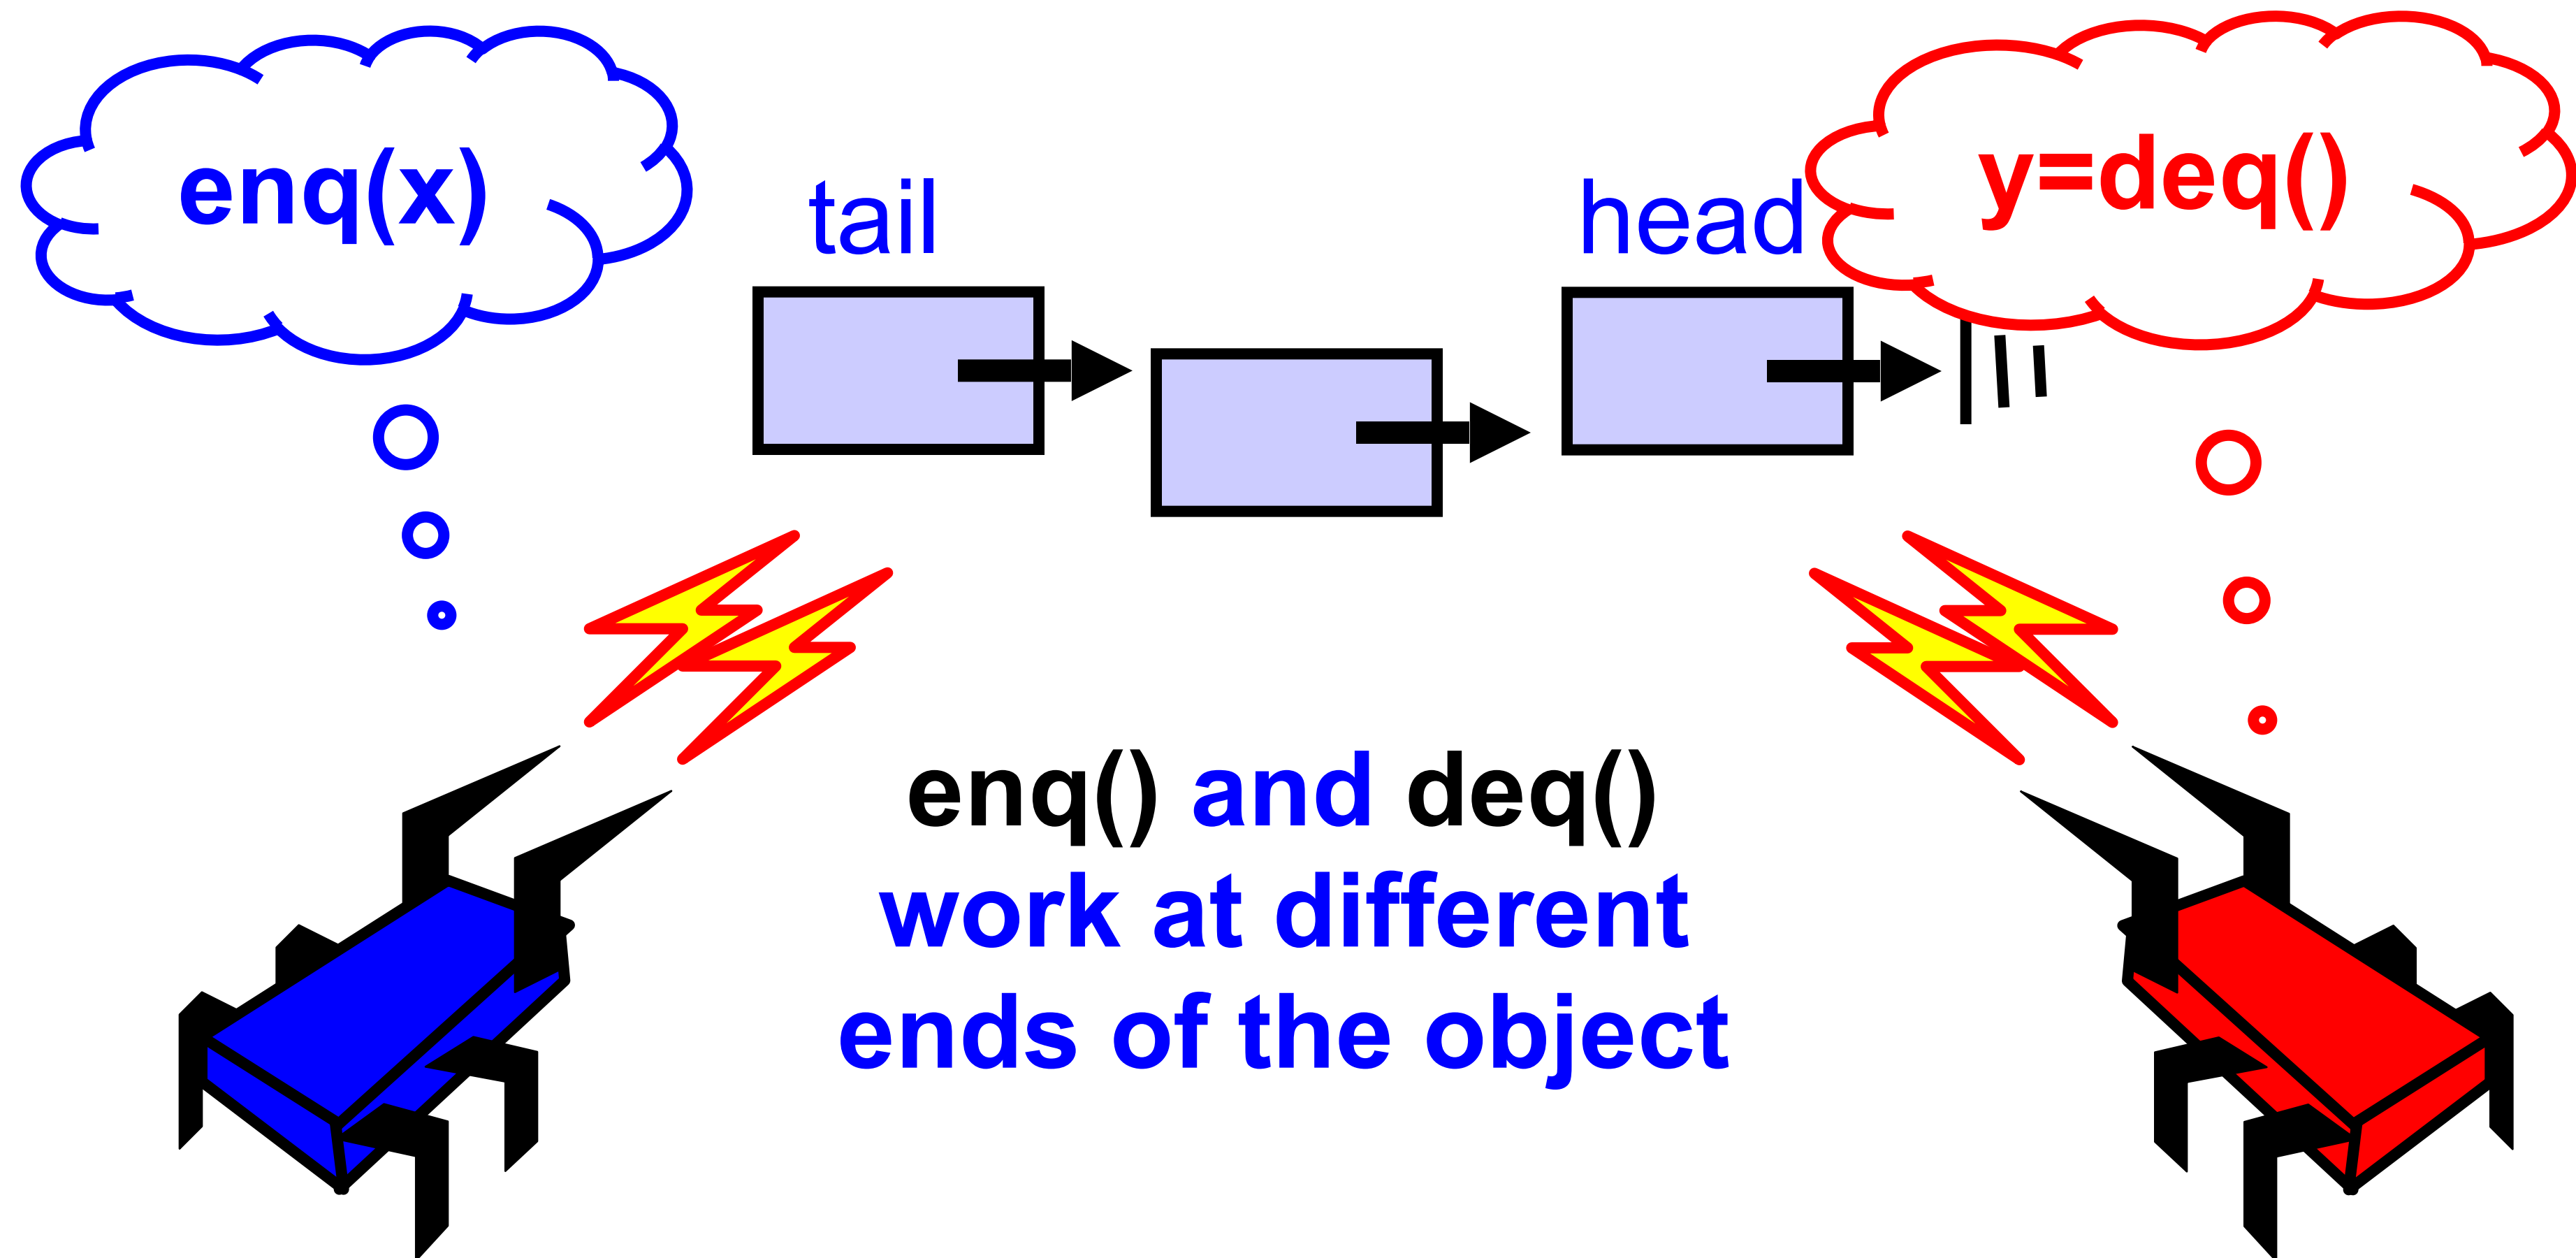 enq(x)
y=deq()
tail
head
enq() and deq()
work at different
ends of the object